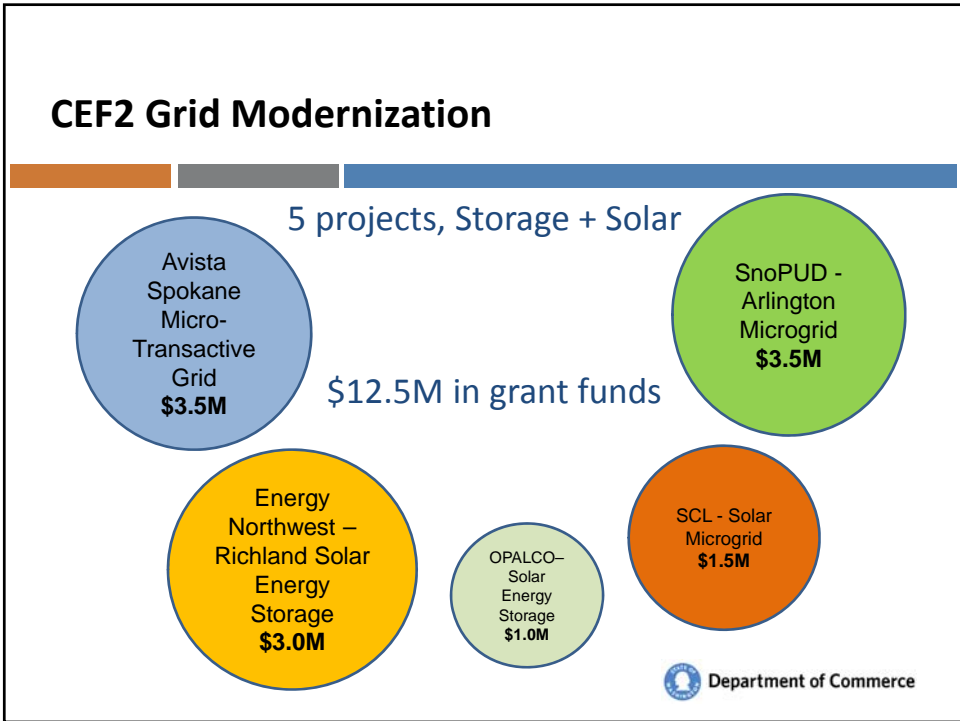 CEF2 Grid Modernization
5 projects, Storage + Solar
Avista
Spokane
Micro-
Transactive
Grid
$3.5M
SnoPUD -
Arlington
Microgrid
$3.5M
$12.5M in grant funds
Energy
Northwest –
Richland Solar
Energy
Storage
$3.0M
OPALCO–
Solar
Energy
Storage
$1.0M
SCL - Solar
Microgrid
$1.5M
Department of Commerce